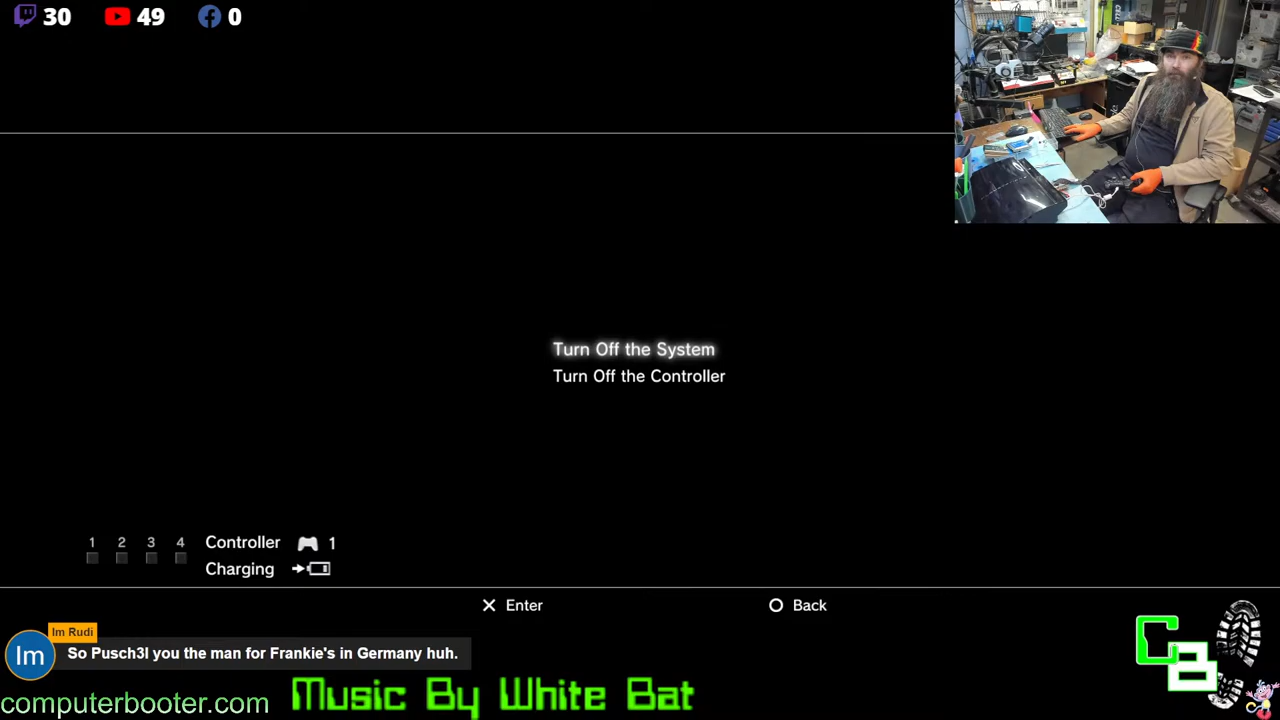 30 49 0
Turn Off the System
Turn Off the Controller
1 2 3 4 Controller 1
Charging
Enter Back
Im Rudi
Im So Pusch3l you the man for Frankie's in Germany huh.
computerbooter.com Music By White Bat
CB